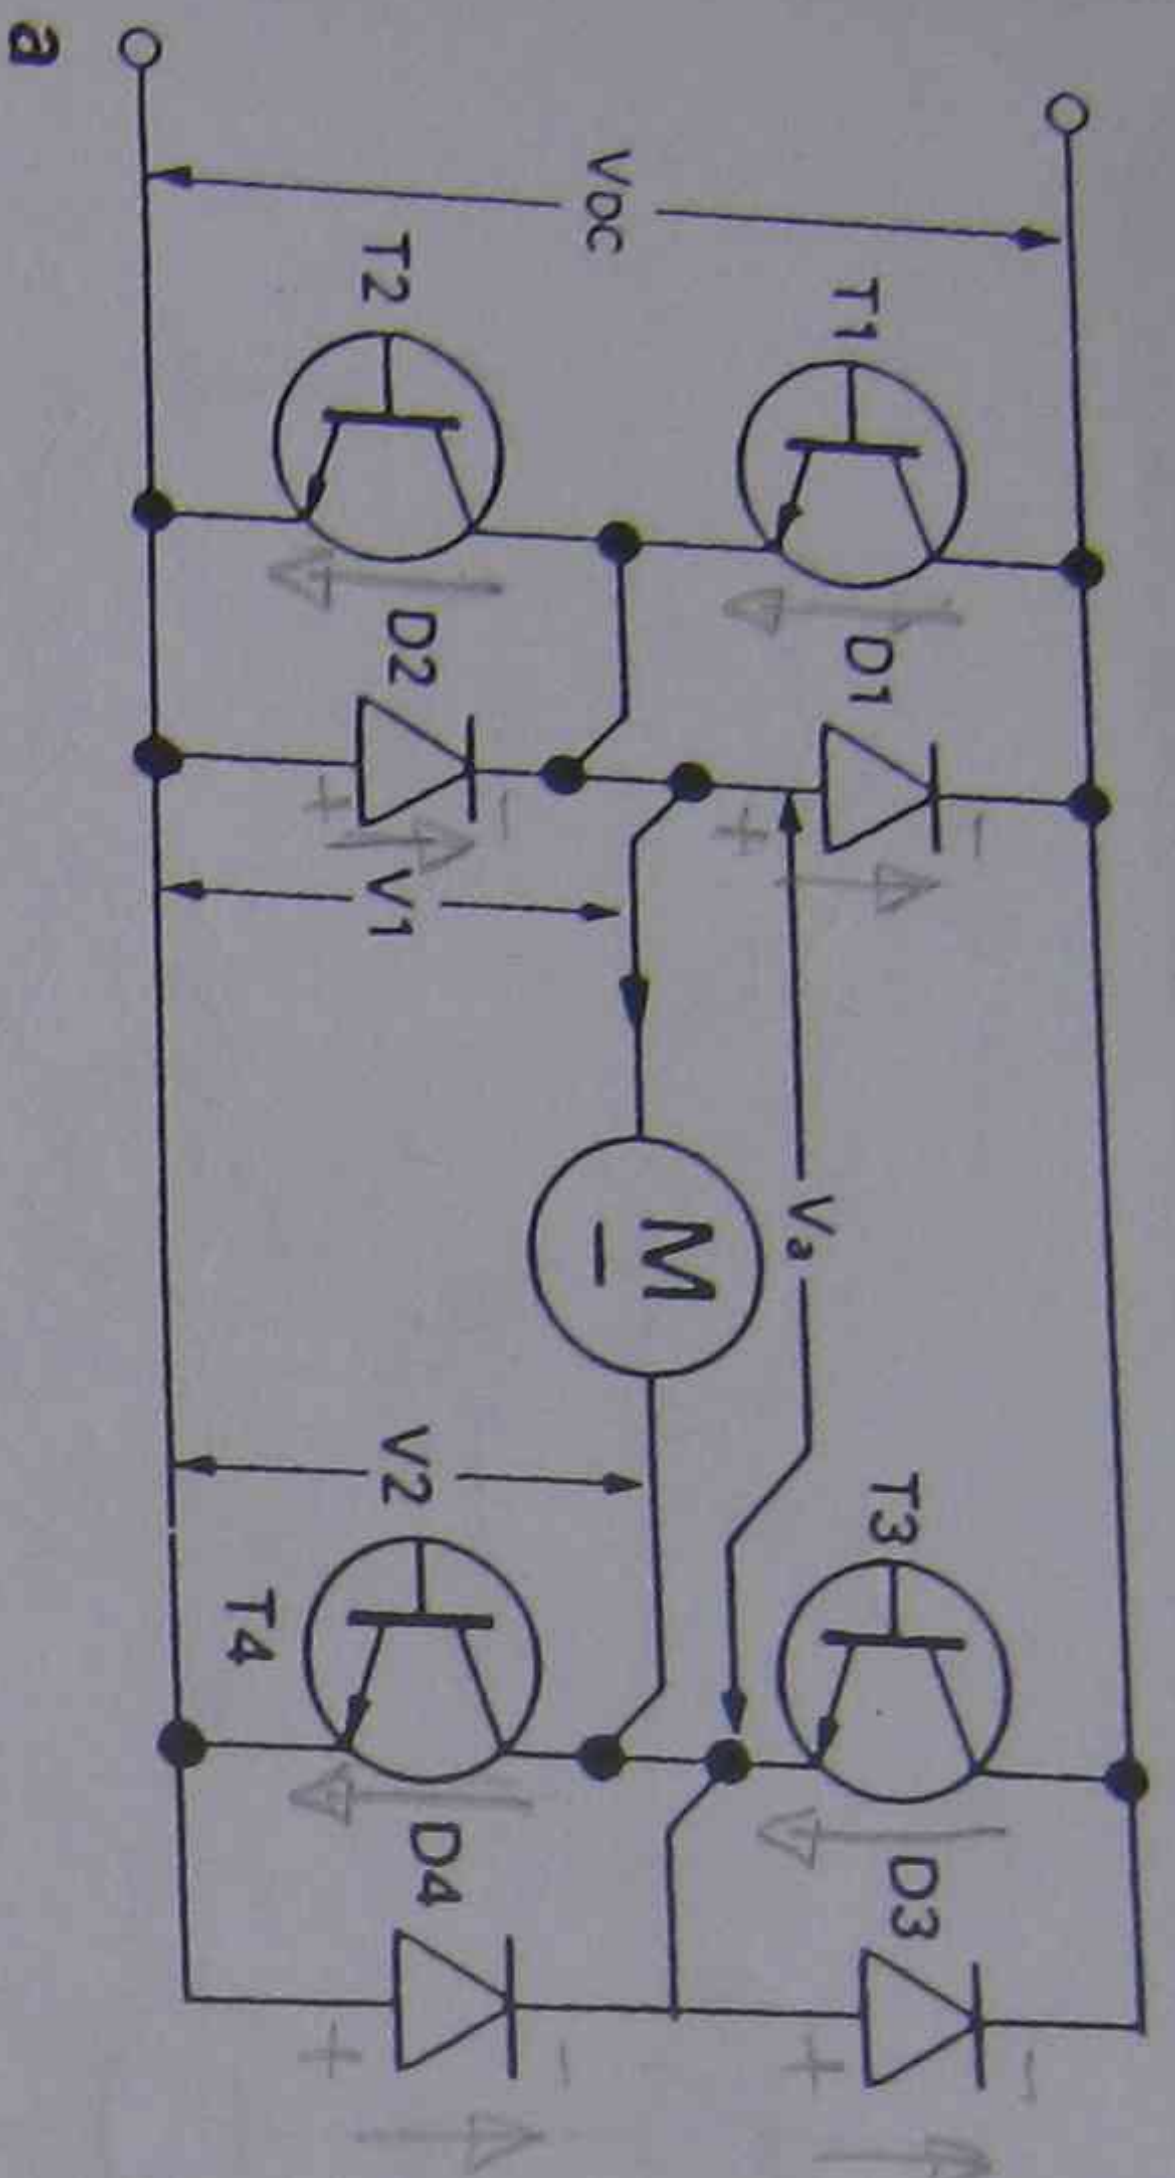 - -
T1 D1 T3 D3
Va
+ +
M
–
VDC
- -
T2 D2 V1 V2 D4
+ +
T4
a